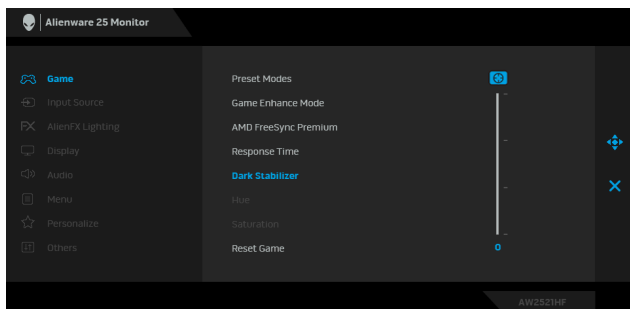 Alienware 25 Monitor
Game
Input Source
FX AlienFX Lighting
Display
Audio
Menu
Personalize
Others
Preset Modes
Game Enhance Mode
AMD FreeSync Premium
Response Time
Dark Stabilizer
Hue
Saturation
Reset Game
0
AW2521HF